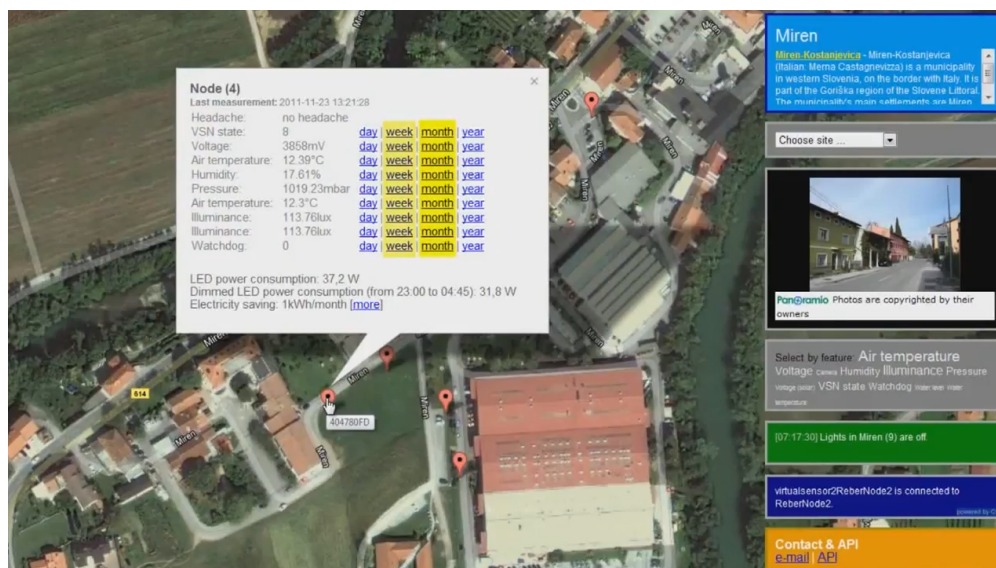 Node (4)
Last measurement: 2011-11-23 13:21:28
Headache: no headache
VSN state: 8 day | week | month | year
Voltage: 3858mV day | week | month | year
Air temperature: 12.39°C day | week | month | year
Humidity: 17.61% day | week | month | year
Pressure: 1019.23mbar day | week | month | year
Air temperature: 12.3°C day | week | month | year
Illuminance: 113.76lux day | week | month | year
Illuminance: 113.76lux day | week | month | year
Watchdog: 0 day | week | month | year
LED power consumption: 37,2 W
Dimmed LED power consumption (from 23:00 to 04:45): 31,8 W
Electricity saving: 1kWh/month [more]
404780FD
614
Miren
Miren
Miren
Miren
Miren
Miren
Miren
Miren
Miren
Miren
Miren
Miren-Kostanjevica - Miren-Kostanjevica
(Italian: Merna Castagnevizza) is a municipality
in western Slovenia, on the border with Italy. It is
part of the Goriška region of the Slovene Littoral.
The municipality's main settlements are Miren
Choose site ...
Panoramio Photos are copyrighted by their
owners
Select by feature: Air temperature
Voltage Camera Humidity Illuminance Pressure
VSN state Watchdog Water level Water
temperature
[07:17:30] Lights in Miren (9) are off.
virtualsensor2ReberNode2 is connected to
ReberNode2.
powered by
Contact & API
e-mail | API